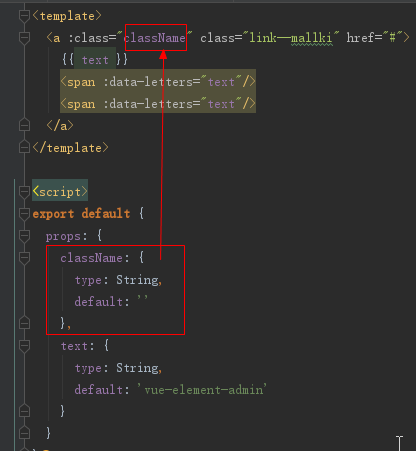 <template>
<a :class="className" class="link--mallki" href="#">
{{ text }}
<span :data-letters="text"/>
<span :data-letters="text"/>
</a>
</template>
<script>
export default {
props: {
className: {
type: String,
default: ''
},
text: {
type: String,
default: 'vue-element-admin'
}
}